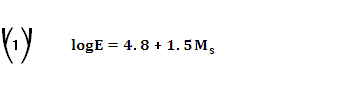 (1) logE = 4.8 + 1.5Mₛ